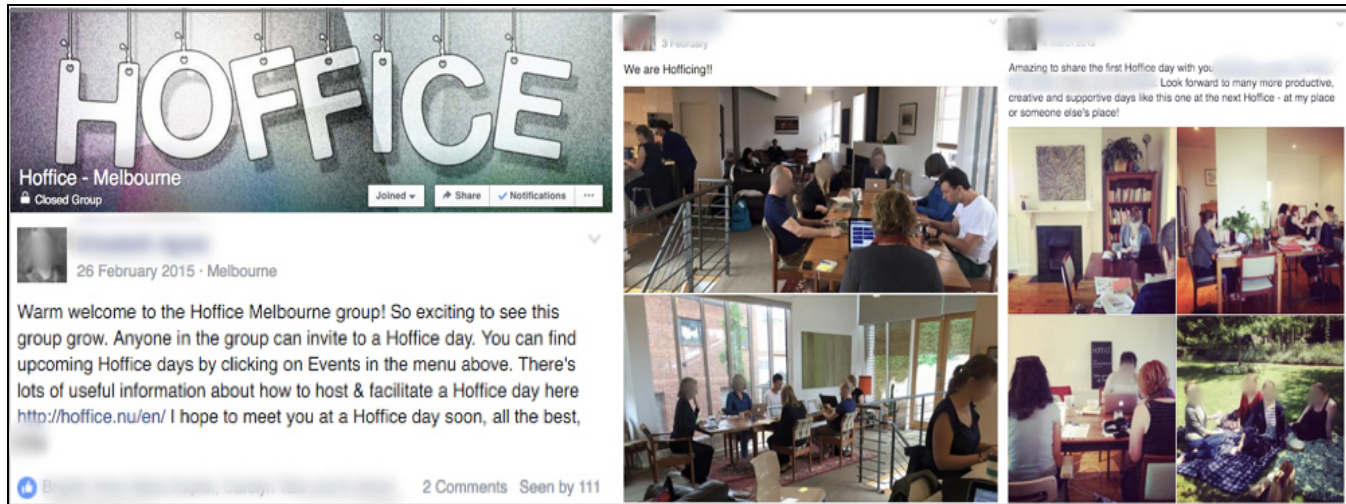 HOFFICE
Hoffice - Melbourne
Closed Group
Joined
Share
Notifications
26 February 2015 · Melbourne
Warm welcome to the Hoffice Melbourne group! So exciting to see this
group grow. Anyone in the group can invite to a Hoffice day. You can find
upcoming Hoffice days by clicking on Events in the menu above. There's
lots of useful information about how to host & facilitate a Hoffice day here
http://hoffice.nu/en/ I hope to meet you at a Hoffice day soon, all the best,
2 Comments Seen by 111
3 February
We are Hofficing!!
March 2015
Amazing to share the first Hoffice day with you
Look forward to many more productive,
creative and supportive days like this one at the next Hoffice - at my place
or someone else's place!